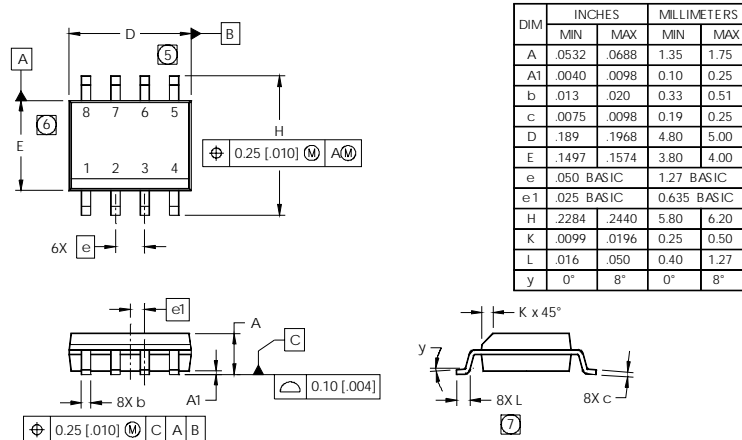 D
B
5
A
8 7 6 5
6
E
H
⌖ 0.25 [.010] Ⓜ AⓂ
1 2 3 4
6X e
e1
A
C
8X b
A1
⌓ 0.10 [.004]
⌖ 0.25 [.010] Ⓜ C A B
K x 45°
y
8X L
8X c
7
DIM INCHES MILLIMETERS
MIN MAX MIN MAX
A .0532 .0688 1.35 1.75
A1 .0040 .0098 0.10 0.25
b .013 .020 0.33 0.51
c .0075 .0098 0.19 0.25
D .189 .1968 4.80 5.00
E .1497 .1574 3.80 4.00
e .050 BASIC 1.27 BASIC
e1 .025 BASIC 0.635 BASIC
H .2284 .2440 5.80 6.20
K .0099 .0196 0.25 0.50
L .016 .050 0.40 1.27
y 0° 8° 0° 8°